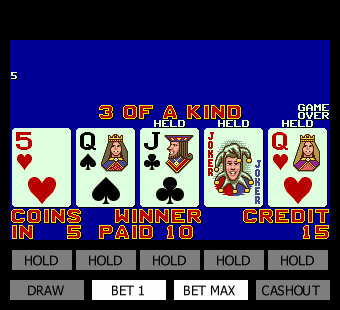 5
3 OF A KIND
GAME
OVER
HELD HELD HELD
5 Q J JOKER JOKER Q
COINS WINNER CREDIT
IN 5 PAID 10 15
HOLD HOLD HOLD HOLD HOLD
DRAW BET 1 BET MAX CASHOUT